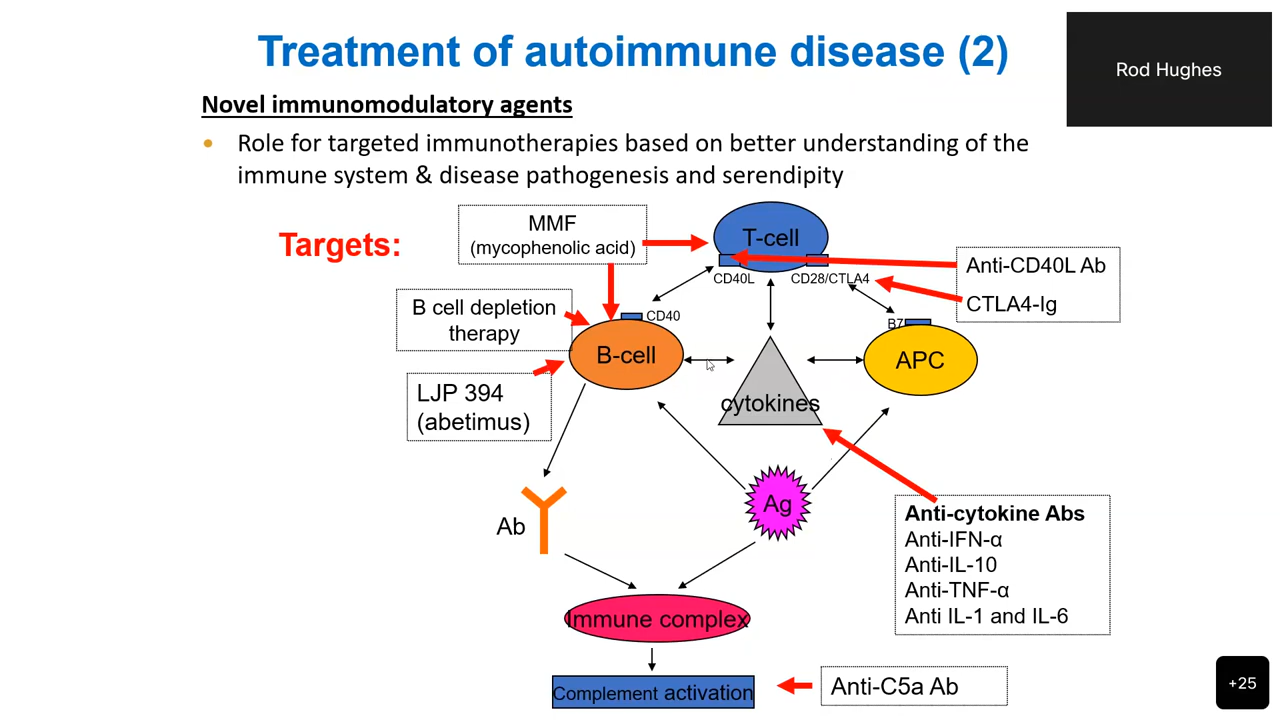 Treatment of autoimmune disease (2)
Rod Hughes
Novel immunomodulatory agents
• Role for targeted immunotherapies based on better understanding of the
immune system & disease pathogenesis and serendipity
Targets:
MMF
(mycophenolic acid)
T-cell
CD40L
CD28/CTLA4
Anti-CD40L Ab
CTLA4-Ig
B cell depletion
therapy
CD40
B-cell
B7
APC
cytokines
LJP 394
(abetimus)
Ab
Ag
Anti-cytokine Abs
Anti-IFN-α
Anti-IL-10
Anti-TNF-α
Anti IL-1 and IL-6
Immune complex
Complement activation
Anti-C5a Ab
+25